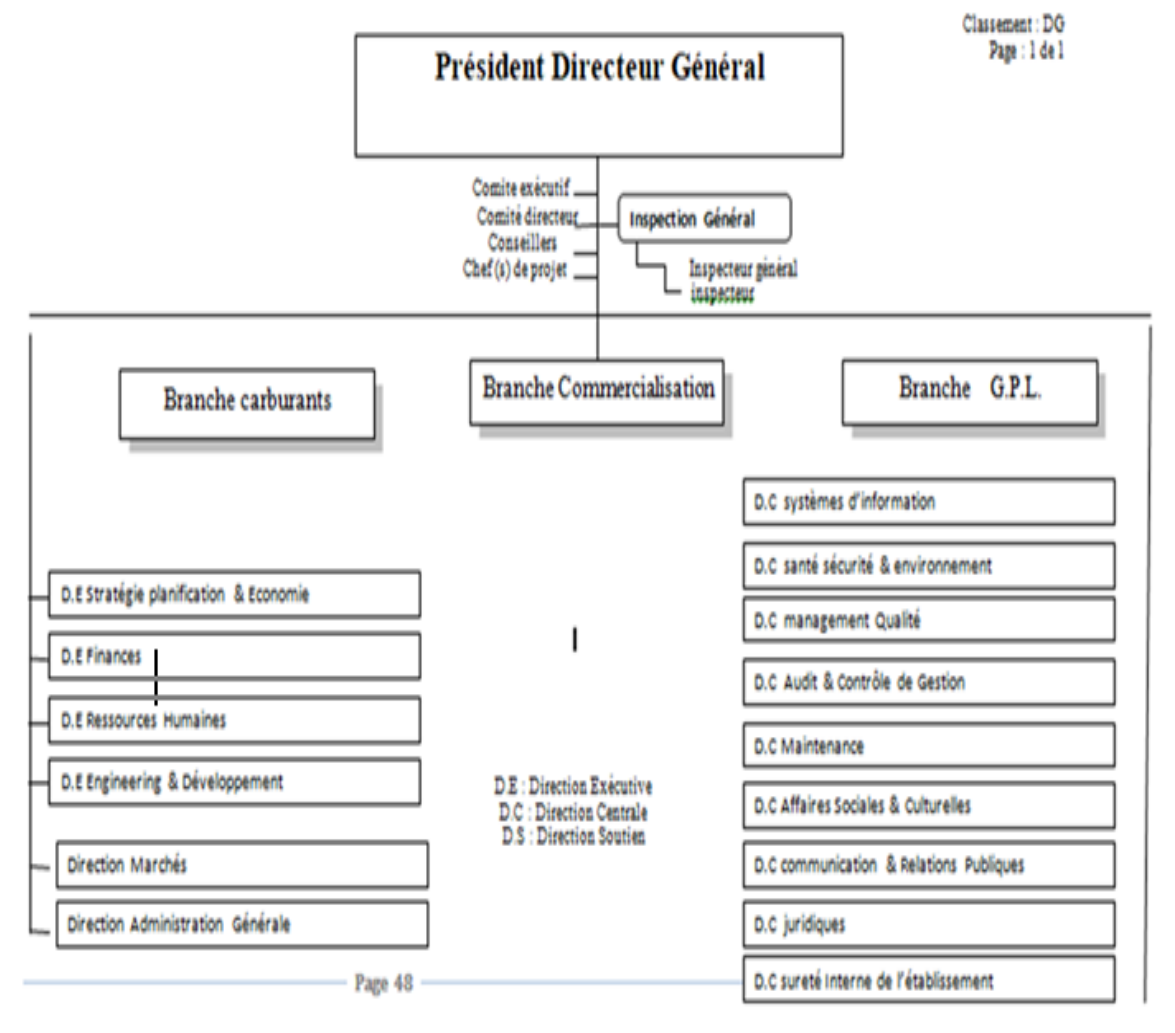 Classement : DG
Page : 1 de 1
Président Directeur Général
Comite exécutif
Comité directeur
Conseillers
Chef (s) de projet
Inspection Général
Inspecteur général
inspecteur
Branche carburants
Branche Commercialisation
Branche G.P.L.
D.E Stratégie planification & Economie
D.E Finances
D.E Ressources Humaines
D.E Engineering & Développement
Direction Marchés
Direction Administration Générale
D.E : Direction Exécutive
D.C : Direction Centrale
D.S : Direction Soutien
D.C systèmes d'information
D.C santé sécurité & environnement
D.C management Qualité
D.C Audit & Contrôle de Gestion
D.C Maintenance
D.C Affaires Sociales & Culturelles
D.C communication & Relations Publiques
D.C juridiques
D.C sureté Interne de l'établissement
Page 48